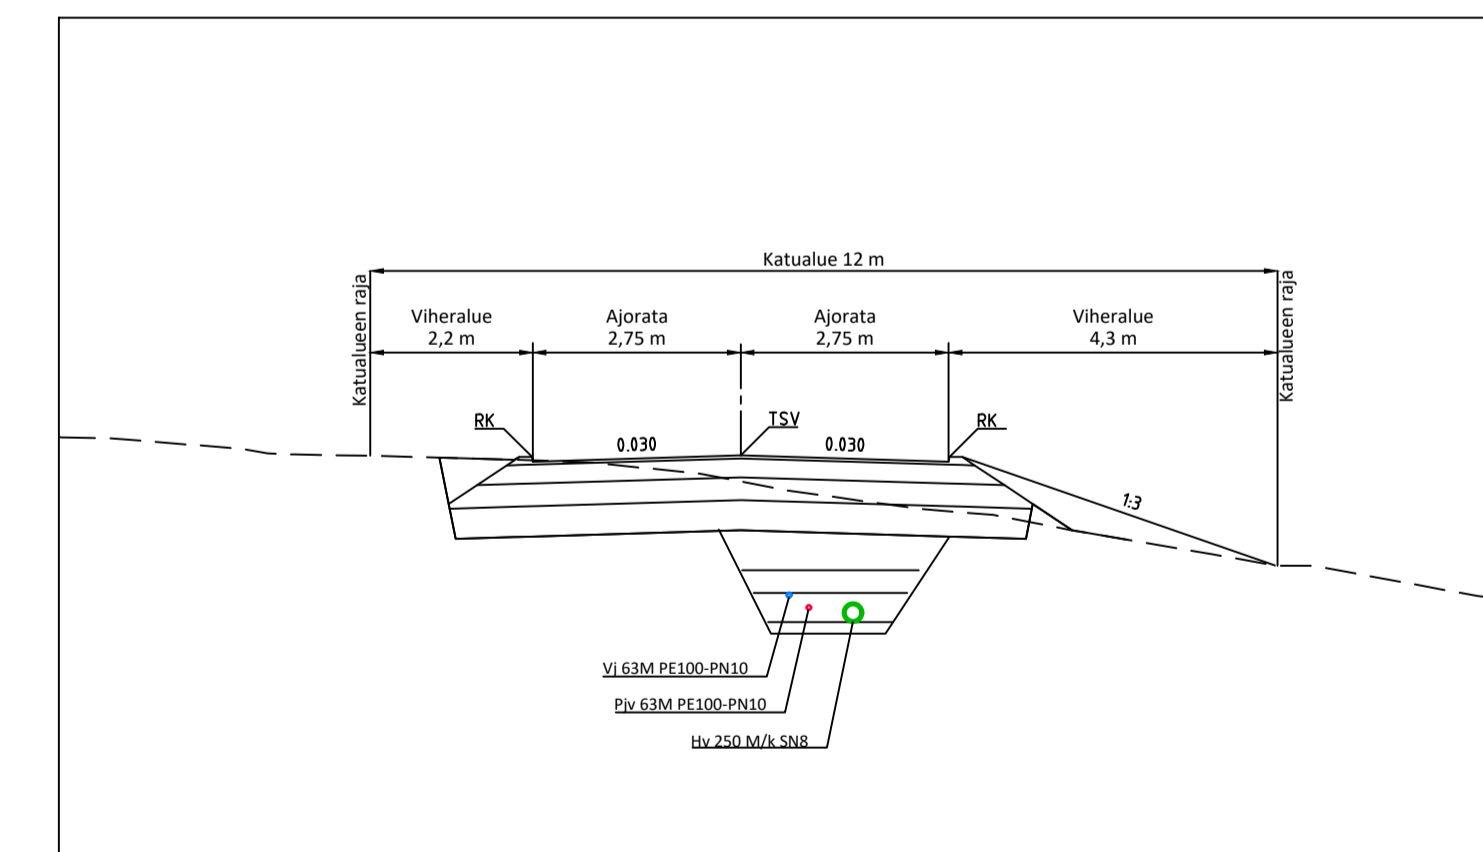 Katualue 12 m
Katualueen raja
Viheralue
2,2 m
Ajorata
2,75 m
Ajorata
2,75 m
Viheralue
4,3 m
Katualueen raja
RK
0.030
TSV
0.030
RK
1:3
Vj 63M PE100-PN10
Pjv 63M PE100-PN10
Hv 250 M/k SN8